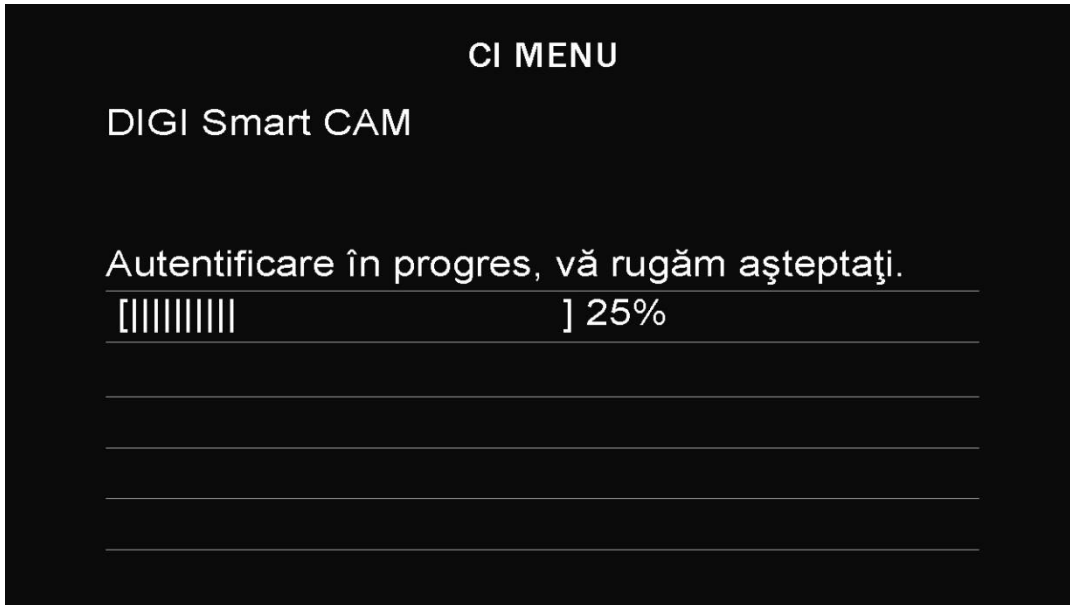 CI MENU
DIGI Smart CAM
Autentificare în progres, vă rugăm aşteptaţi.
[|||||||||| ] 25%